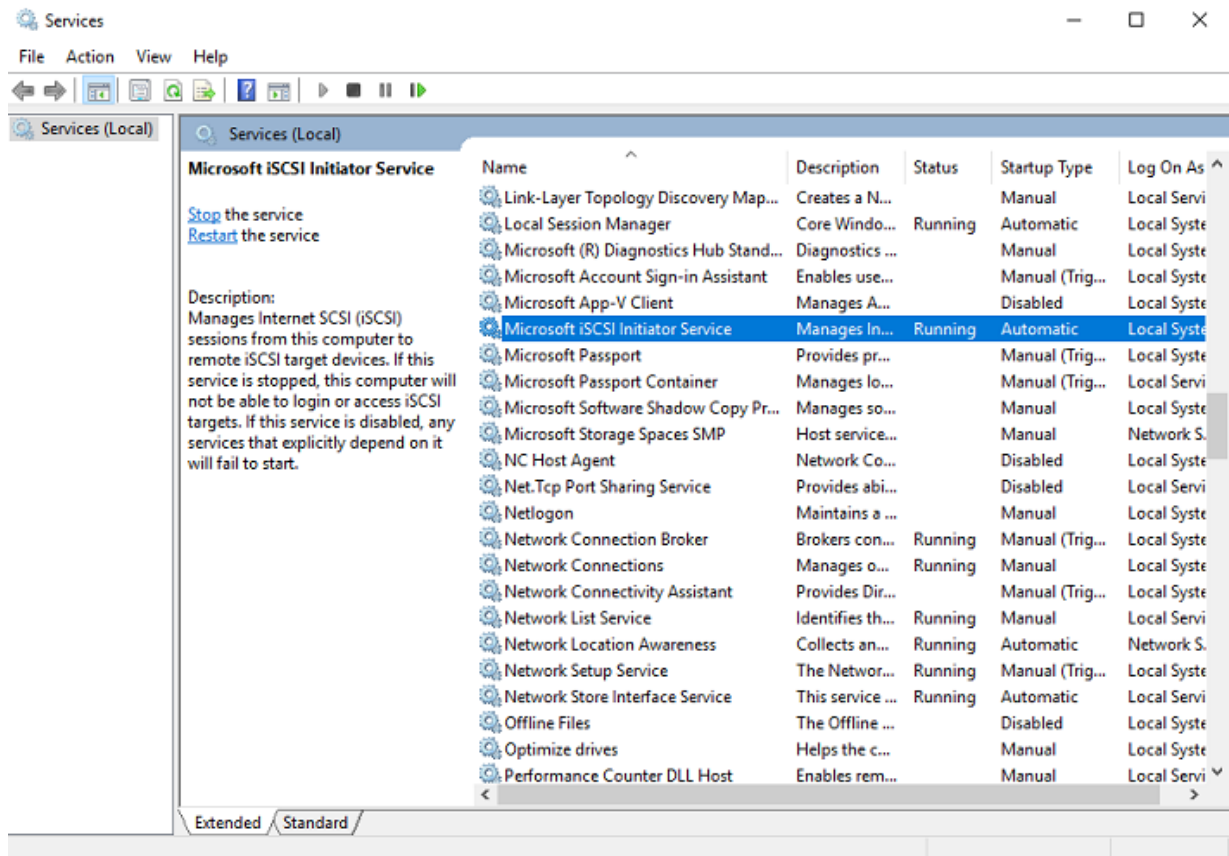 Services
File Action View Help
Services (Local)
Services (Local)
Microsoft iSCSI Initiator Service
Stop the service
Restart the service
Description:
Manages Internet SCSI (iSCSI)
sessions from this computer to
remote iSCSI target devices. If this
service is stopped, this computer will
not be able to login or access iSCSI
targets. If this service is disabled, any
services that explicitly depend on it
will fail to start.
Name Description Status Startup Type Log On As
Link-Layer Topology Discovery Map... Creates a N... Manual Local Servi
Local Session Manager Core Windo... Running Automatic Local Syste
Microsoft (R) Diagnostics Hub Stand... Diagnostics ... Manual Local Syste
Microsoft Account Sign-in Assistant Enables use... Manual (Trig... Local Syste
Microsoft App-V Client Manages A... Disabled Local Syste
Microsoft iSCSI Initiator Service Manages In... Running Automatic Local Syste
Microsoft Passport Provides pr... Manual (Trig... Local Syste
Microsoft Passport Container Manages lo... Manual (Trig... Local Servi
Microsoft Software Shadow Copy Pr... Manages so... Manual Local Syste
Microsoft Storage Spaces SMP Host service... Manual Network S.
NC Host Agent Network Co... Disabled Local Syste
Net.Tcp Port Sharing Service Provides abi... Disabled Local Servi
Netlogon Maintains a ... Manual Local Syste
Network Connection Broker Brokers con... Running Manual (Trig... Local Syste
Network Connections Manages o... Running Manual Local Syste
Network Connectivity Assistant Provides Dir... Manual (Trig... Local Syste
Network List Service Identifies th... Running Manual Local Servi
Network Location Awareness Collects an... Running Automatic Network S.
Network Setup Service The Networ... Running Manual (Trig... Local Syste
Network Store Interface Service This service ... Running Automatic Local Servi
Offline Files The Offline ... Disabled Local Syste
Optimize drives Helps the c... Manual Local Syste
Performance Counter DLL Host Enables rem... Manual Local Servi
Extended Standard